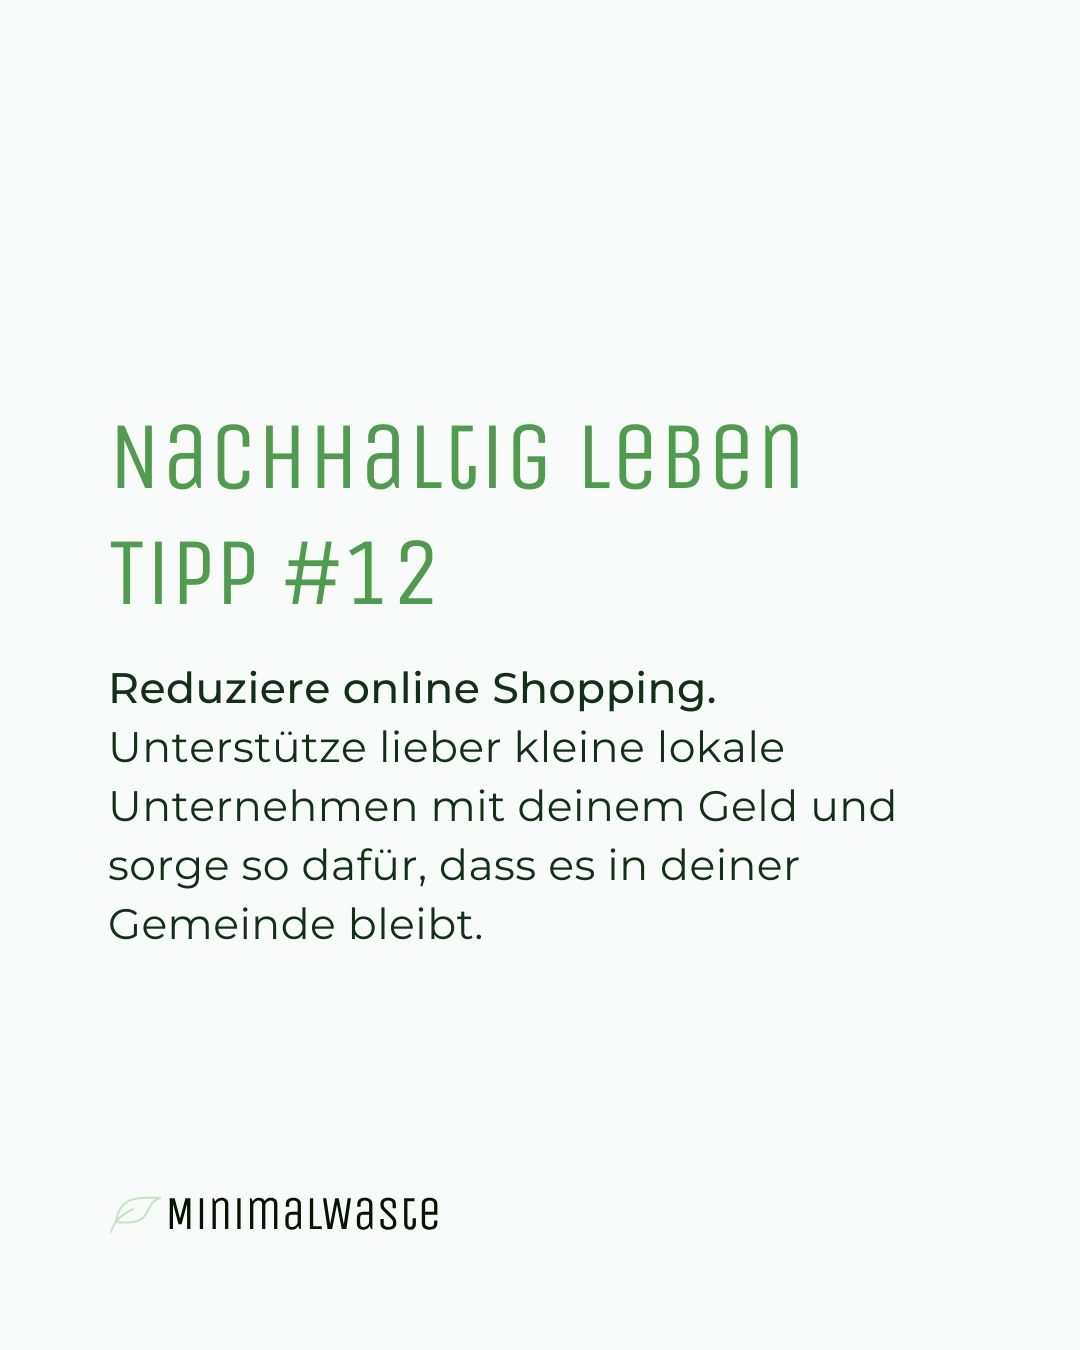 Nachhaltig leben
Tipp #12
Reduziere online Shopping.
Unterstütze lieber kleine lokale
Unternehmen mit deinem Geld und
sorge so dafür, dass es in deiner
Gemeinde bleibt.
Minimalwaste